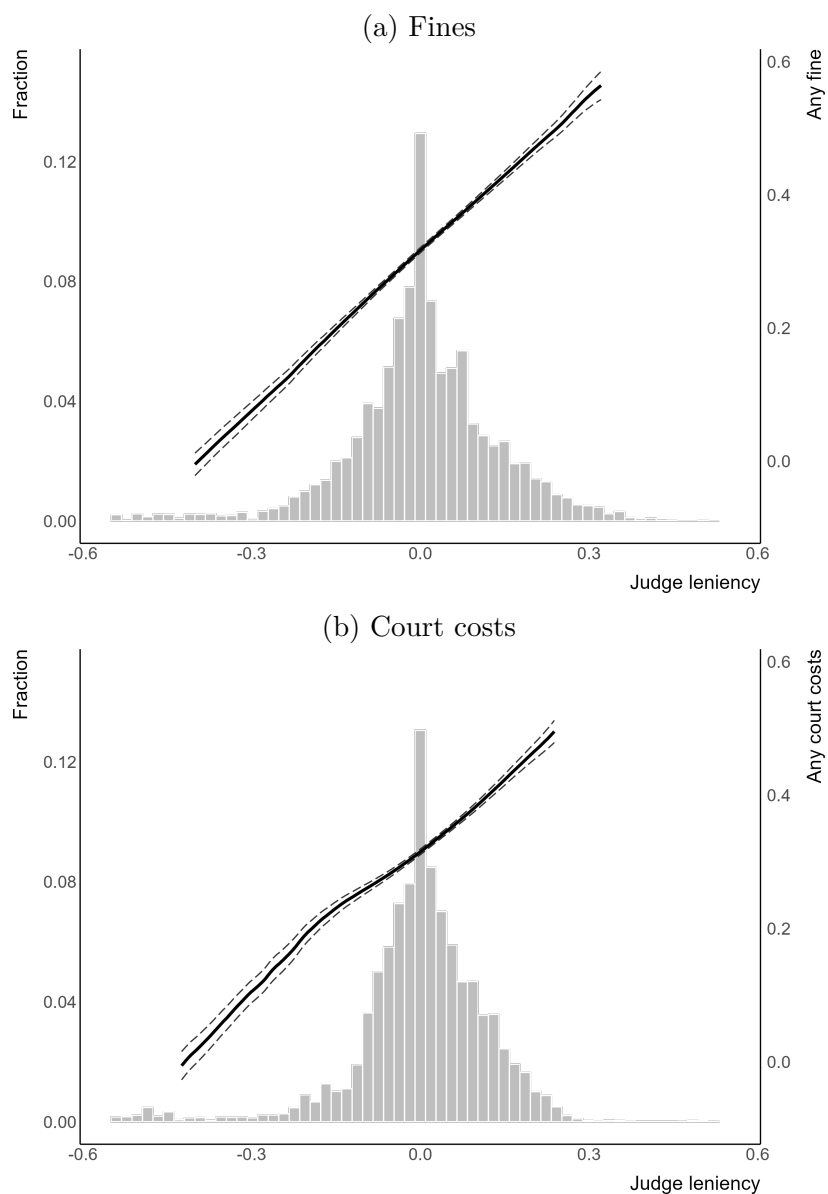 (a) Fines
Fraction
Any fine
0.12
0.08
0.04
0.00
0.6
0.4
0.2
0.0
-0.6 -0.3 0.0 0.3 0.6
Judge leniency
(b) Court costs
Fraction
Any court costs
0.12
0.08
0.04
0.00
0.6
0.4
0.2
0.0
-0.6 -0.3 0.0 0.3 0.6
Judge leniency